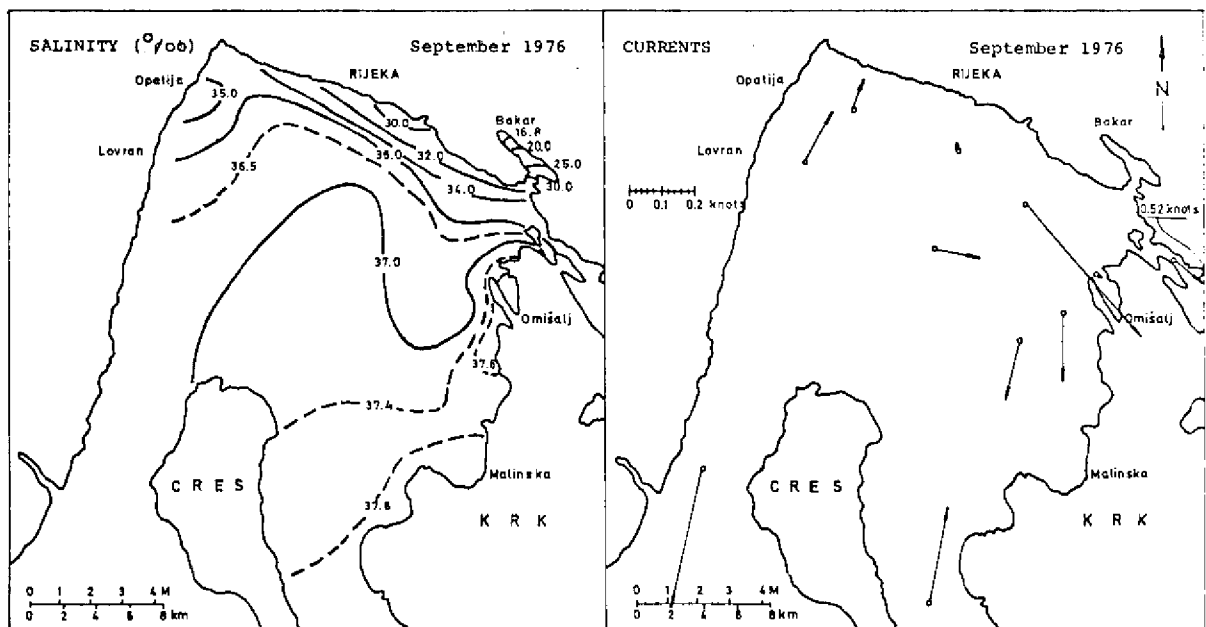 SALINITY (º/oo)
September 1976
RIJEKA
Opatija
35.0
30.0
Bakar
16.8
20.0
Lovran
36.5
35.0
32.0
25.0
34.0
30.0
37.0
Omišalj
37.6
37.4
CRES
Malinska
37.6
KRK
0 1 2 3 4 M
0 2 4 6 8 km
CURRENTS
September 1976
RIJEKA
N
Opatija
Bakar
Lovran
0 0.1 0.2 knots
0.52 knots
Omišalj
CRES
Malinska
KRK
0 1 2 3 4 M
0 2 4 6 8 km